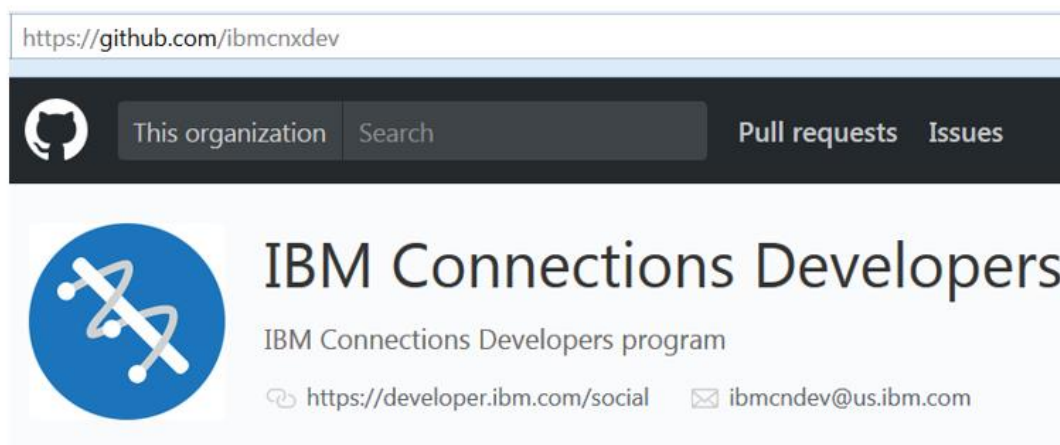 https://github.com/ibmcnxdev
This organization Search Pull requests Issues
IBM Connections Developers
IBM Connections Developers program
https://developer.ibm.com/social ibmcndev@us.ibm.com